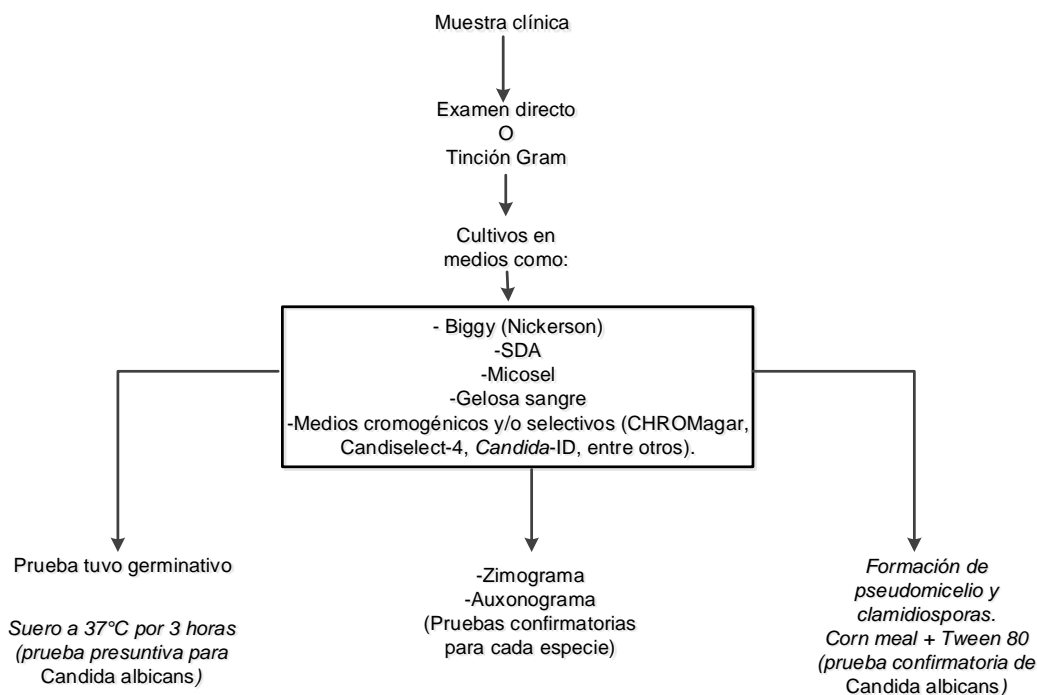 Muestra clínica
Examen directo
O
Tinción Gram
Cultivos en
medios como:
- Biggy (Nickerson)
-SDA
-Micosel
-Gelosa sangre
-Medios cromogénicos y/o selectivos (CHROMagar,
Candiselect-4, Candida-ID, entre otros).
Prueba tuvo germinativo
Suero a 37°C por 3 horas
(prueba presuntiva para
Candida albicans)
-Zimograma
-Auxonograma
(Pruebas confirmatorias
para cada especie)
Formación de
pseudomicelio y
clamidiosporas.
Corn meal + Tween 80
(prueba confirmatoria de
Candida albicans)